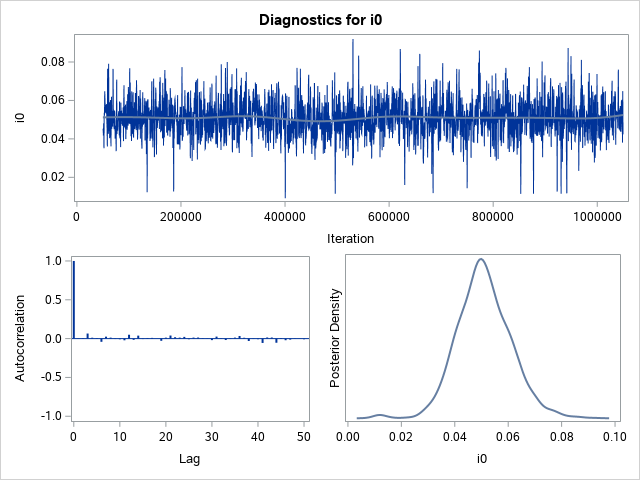 Diagnostics for i0
0.08
0.06
0.04
0.02
i0
0 200000 400000 600000 800000 1000000
Iteration
1.0
0.5
0.0
-0.5
-1.0
Autocorrelation
0 10 20 30 40 50
Lag
Posterior Density
0.00 0.02 0.04 0.06 0.08 0.10
i0